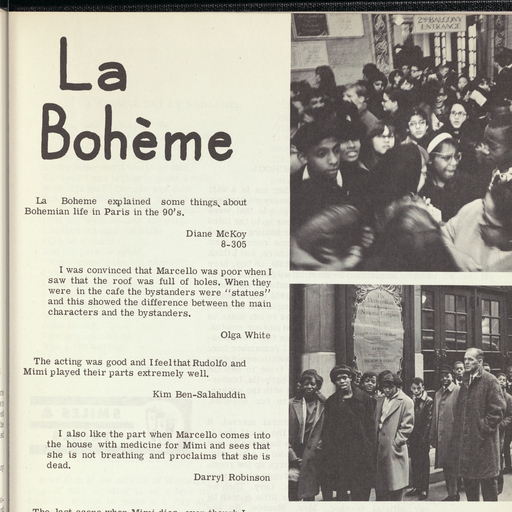 La
Bohème
La Boheme explained some things about
Bohemian life in Paris in the 90's.
Diane McKoy
8-305
I was convinced that Marcello was poor when I
saw that the roof was full of holes. When they
were in the cafe the bystanders were "statues"
and this showed the difference between the main
characters and the bystanders.
Olga White
The acting was good and I feel that Rudolfo and
Mimi played their parts extremely well.
Kim Ben-Salahuddin
I also like the part when Marcello comes into
the house with medicine for Mimi and sees that
she is not breathing and proclaims that she is
dead.
Darryl Robinson
2nd BALCONY
ENTRANCE